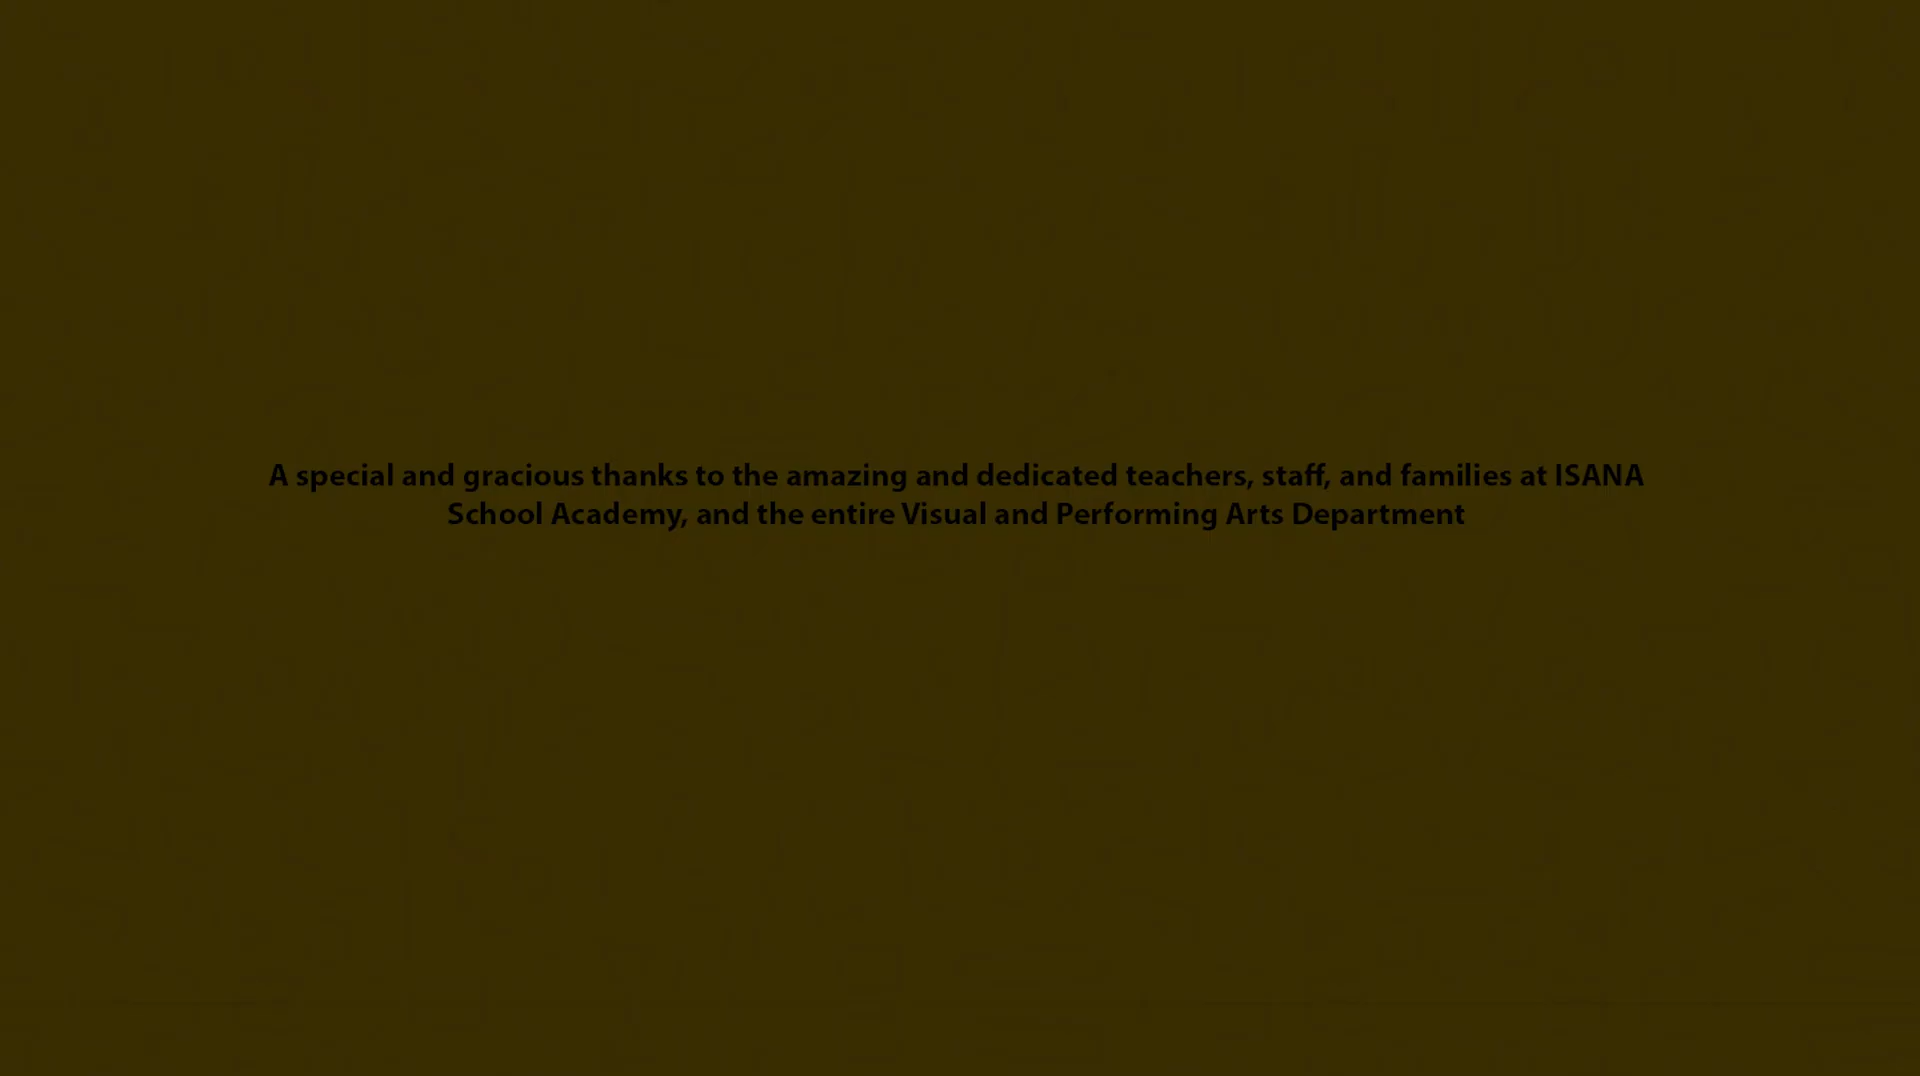 A special and gracious thanks to the amazing and dedicated teachers, staff, and families at ISANA
School Academy, and the entire Visual and Performing Arts Department